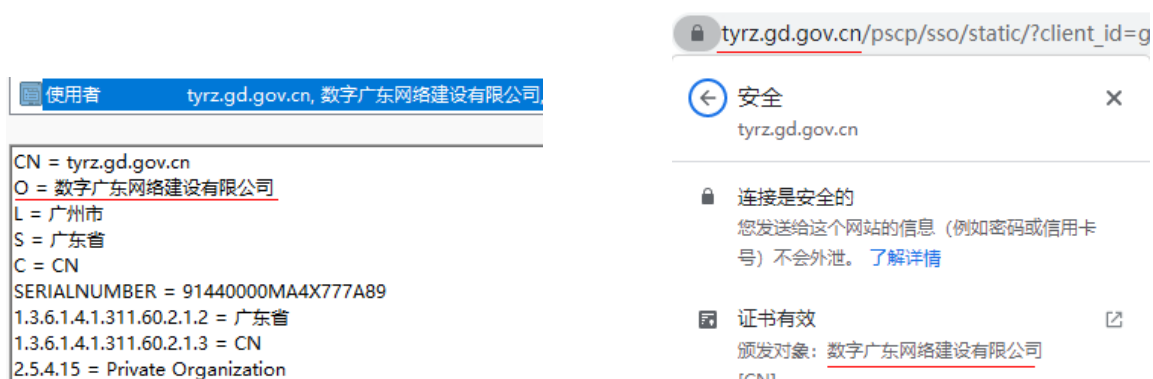 使用者 tyrz.gd.gov.cn, 数字广东网络建设有限公司,
CN = tyrz.gd.gov.cn
O = 数字广东网络建设有限公司
L = 广州市
S = 广东省
C = CN
SERIALNUMBER = 91440000MA4X777A89
1.3.6.1.4.1.311.60.2.1.2 = 广东省
1.3.6.1.4.1.311.60.2.1.3 = CN
2.5.4.15 = Private Organization
tyrz.gd.gov.cn/pscp/sso/static/?client_id=g
安全
tyrz.gd.gov.cn
连接是安全的
您发送给这个网站的信息（例如密码或信用卡
号）不会外泄。 了解详情
证书有效
颁发对象：数字广东网络建设有限公司
[CN]